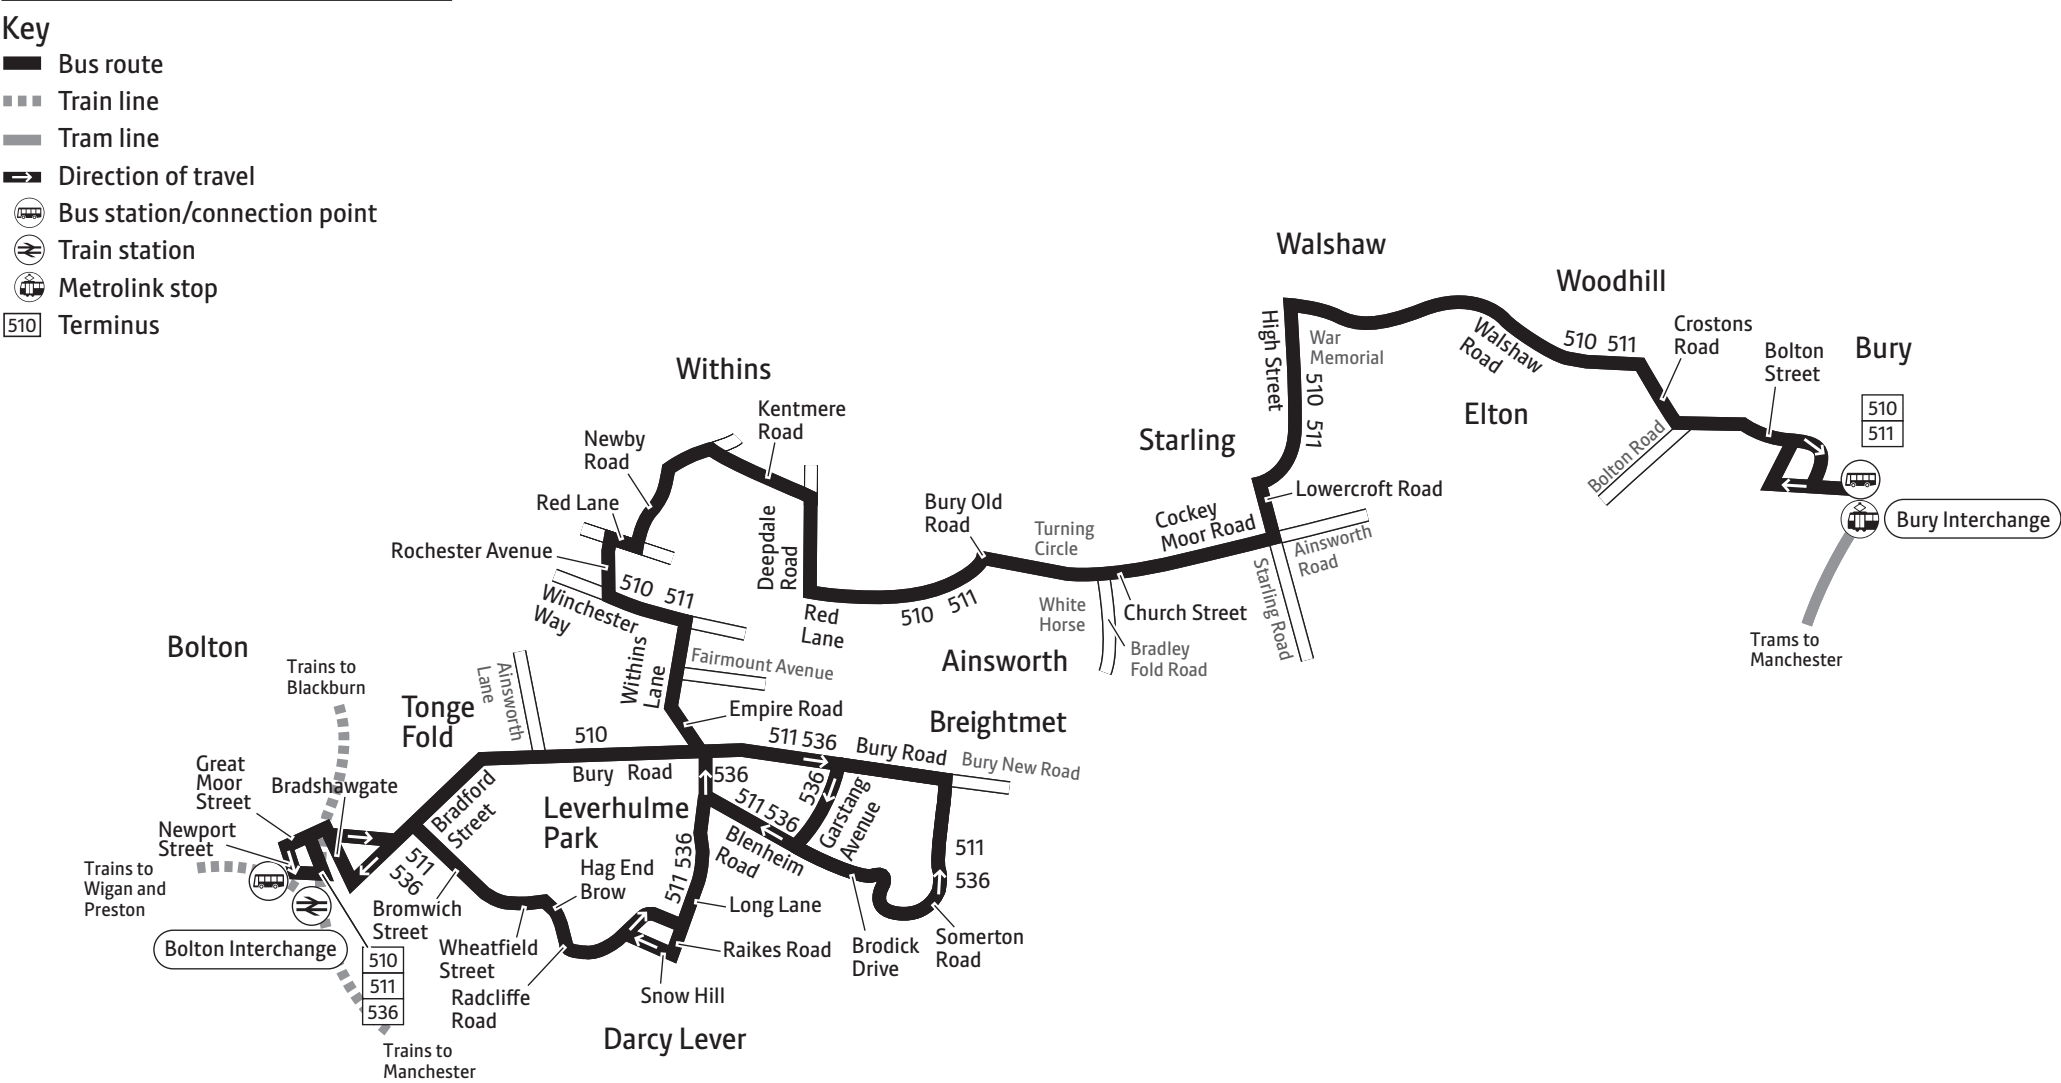 Key
Bus route
Train line
Tram line
Direction of travel
Bus station/connection point
Train station
Metrolink stop
510 Terminus
Walshaw
Woodhill
Crostons
Road
Bolton
Street
Bury
510
511
High Street
War
Memorial
Walshaw
Road
510 511
510 511
Elton
Starling
Bolton Road
Bury Interchange
Trams to
Manchester
Withins
Kentmere
Road
Newby
Road
Red Lane
Rochester Avenue
Deepdale
Road
Bury Old
Road
Turning
Circle
Cockey
Moor Road
Lowercroft Road
Ainsworth
Road
Starling Road
510 511
Winchester
Way
Red
Lane
510 511
White
Horse
Church Street
Bradley
Fold Road
Ainsworth
Bolton
Trains to
Blackburn
Ainsworth
Lane
Withins
Lane
Fairmount Avenue
Tonge
Fold
Empire Road
Breightmet
510
511 536
Bury Road
Bury Road
Bury New Road
Great
Moor
Street
Bradshawgate
Bradford
Street
536
536
Leverhulme
Park
511 536
Garstang
Avenue
Newport
Street
Blenheim
Road
511
536
511
536
Trains to
Wigan and
Preston
Hag End
Brow
511 536
Bromwich
Street
Long Lane
Bolton Interchange
Wheatfield
Street
Raikes Road
Brodick
Drive
Somerton
Road
510
511
536
Radcliffe
Road
Snow Hill
Darcy Lever
Trains to
Manchester